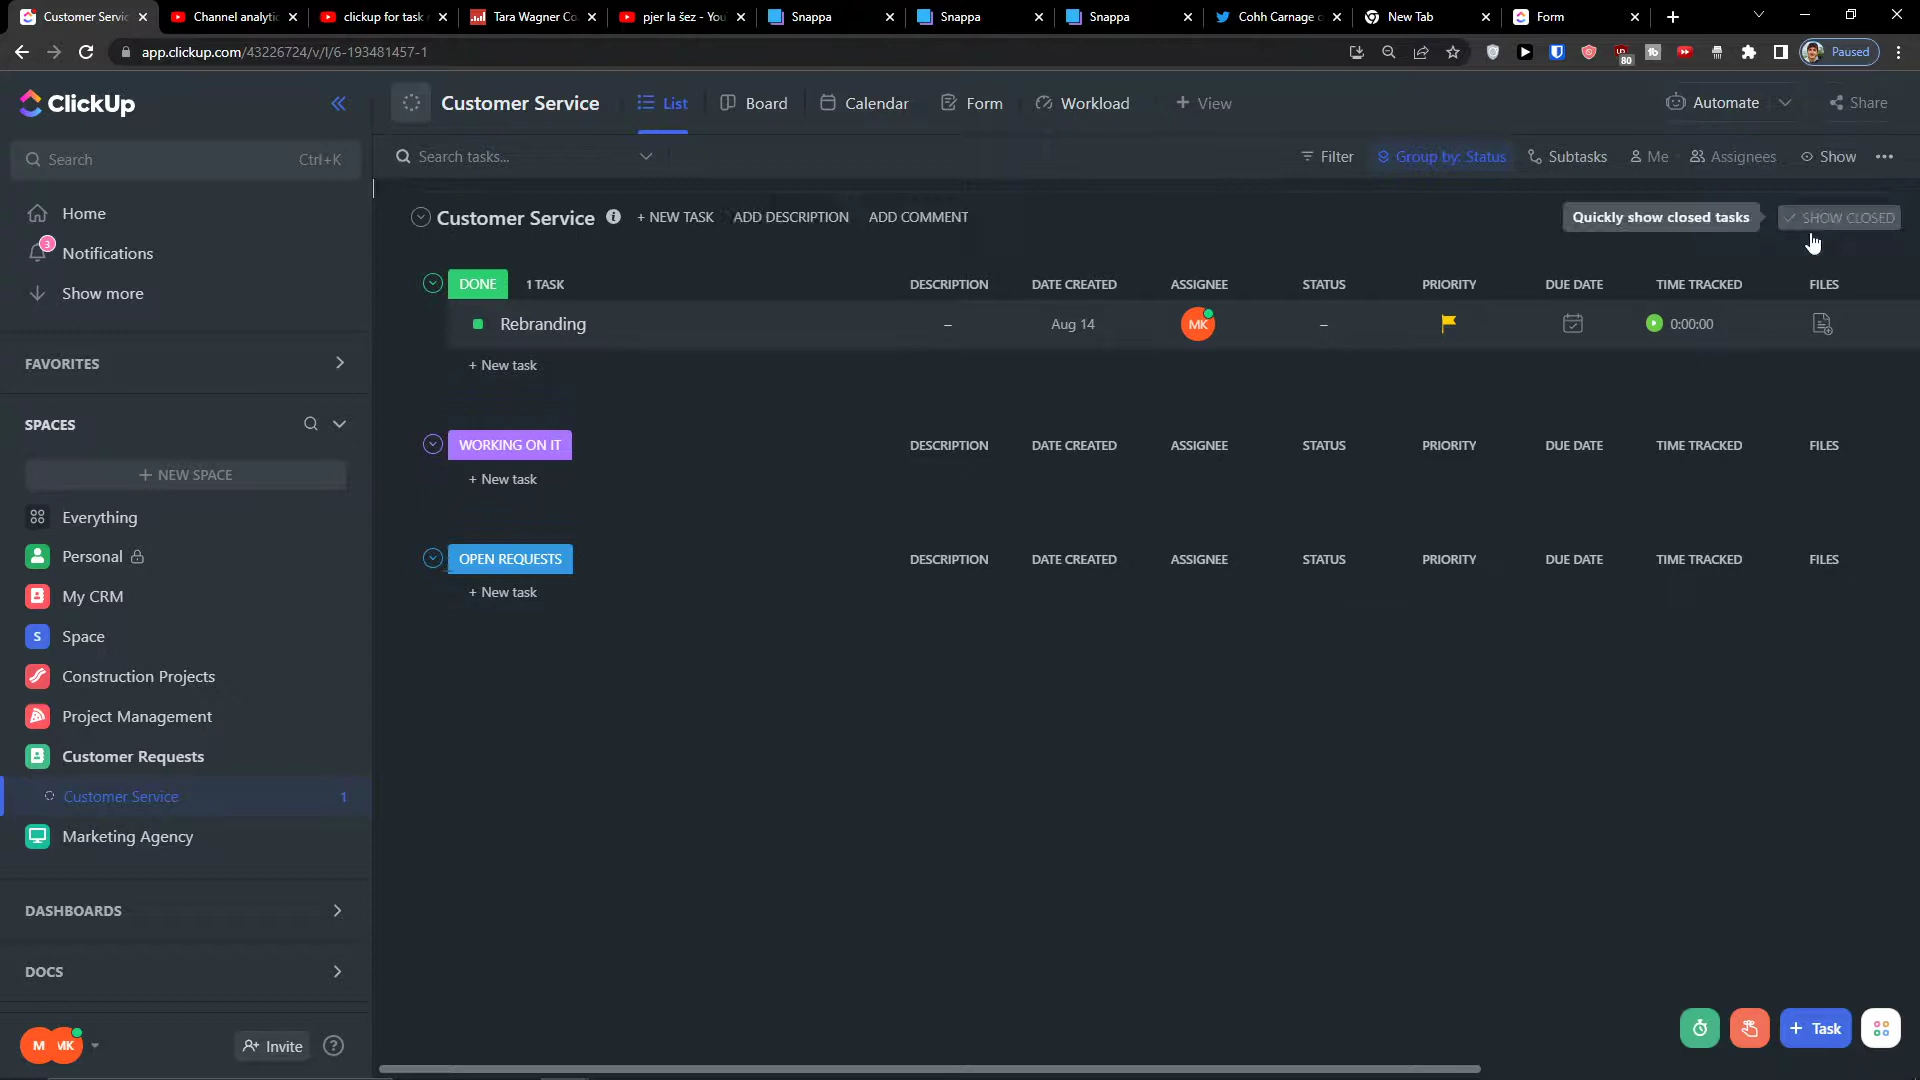 Customer Servic
Channel analytic
clickup for task
Tara Wagner Co
pjer la šez - You
Snappa
Snappa
Snappa
Cohh Carnage o
New Tab
Form
app.clickup.com/43226724/v/l/6-193481457-1
80
Paused
ClickUp
Customer Service
List
Board
Calendar
Form
Workload
+ View
Automate
Share
Search
Ctrl+K
Search tasks...
Filter
Group by: Status
Subtasks
Me
Assignees
Show
Home
3
Notifications
Show more
Customer Service
+ NEW TASK
ADD DESCRIPTION
ADD COMMENT
Quickly show closed tasks
SHOW CLOSED
DONE
1 TASK
DESCRIPTION
DATE CREATED
ASSIGNEE
STATUS
PRIORITY
DUE DATE
TIME TRACKED
FILES
Rebranding
–
Aug 14
MK
–
0:00:00
+ New task
FAVORITES
SPACES
+ NEW SPACE
WORKING ON IT
DESCRIPTION
DATE CREATED
ASSIGNEE
STATUS
PRIORITY
DUE DATE
TIME TRACKED
FILES
+ New task
Everything
Personal
My CRM
S
Space
Construction Projects
Project Management
Customer Requests
Customer Service
1
Marketing Agency
OPEN REQUESTS
DESCRIPTION
DATE CREATED
ASSIGNEE
STATUS
PRIORITY
DUE DATE
TIME TRACKED
FILES
+ New task
DASHBOARDS
DOCS
M
MK
Invite
?
+ Task